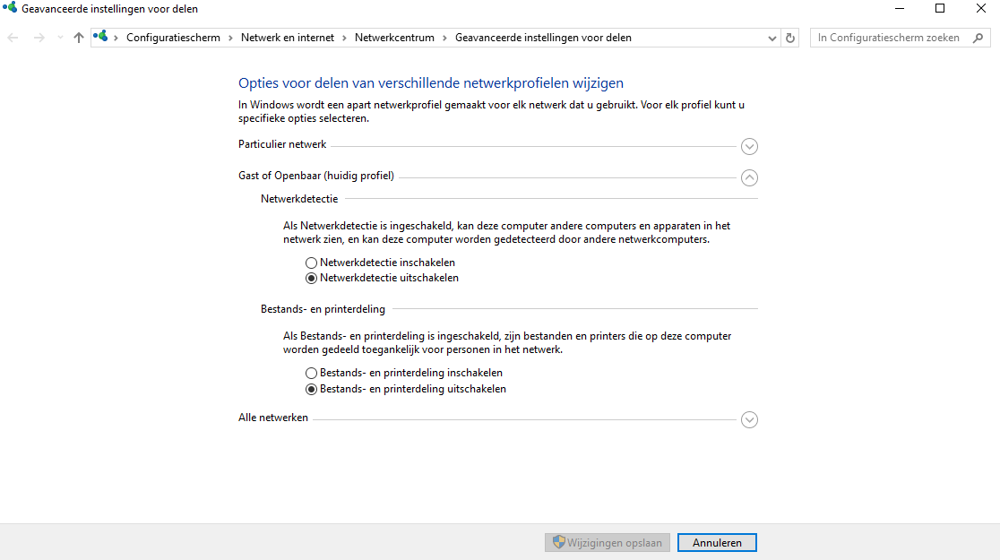 Geavanceerde instellingen voor delen
Configuratiescherm > Netwerk en internet > Netwerkcentrum > Geavanceerde instellingen voor delen
In Configuratiescherm zoeken
Opties voor delen van verschillende netwerkprofielen wijzigen
In Windows wordt een apart netwerkprofiel gemaakt voor elk netwerk dat u gebruikt. Voor elk profiel kunt u
specifieke opties selecteren.
Particulier netwerk
Gast of Openbaar (huidig profiel)
Netwerkdetectie
Als Netwerkdetectie is ingeschakeld, kan deze computer andere computers en apparaten in het
netwerk zien, en kan deze computer worden gedetecteerd door andere netwerkcomputers.
Netwerkdetectie inschakelen
Netwerkdetectie uitschakelen
Bestands- en printerdeling
Als Bestands- en printerdeling is ingeschakeld, zijn bestanden en printers die op deze computer
worden gedeeld toegankelijk voor personen in het netwerk.
Bestands- en printerdeling inschakelen
Bestands- en printerdeling uitschakelen
Alle netwerken
Wijzigingen opslaan
Annuleren